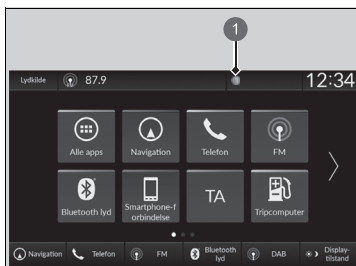 1
Lydkilde 87.9 12:34
Alle apps Navigation Telefon FM
Bluetooth lyd Smartphone-f
orbindelse TA Tripcomputer
Navigation Telefon FM Bluetooth
lyd DAB Display-
tilstand